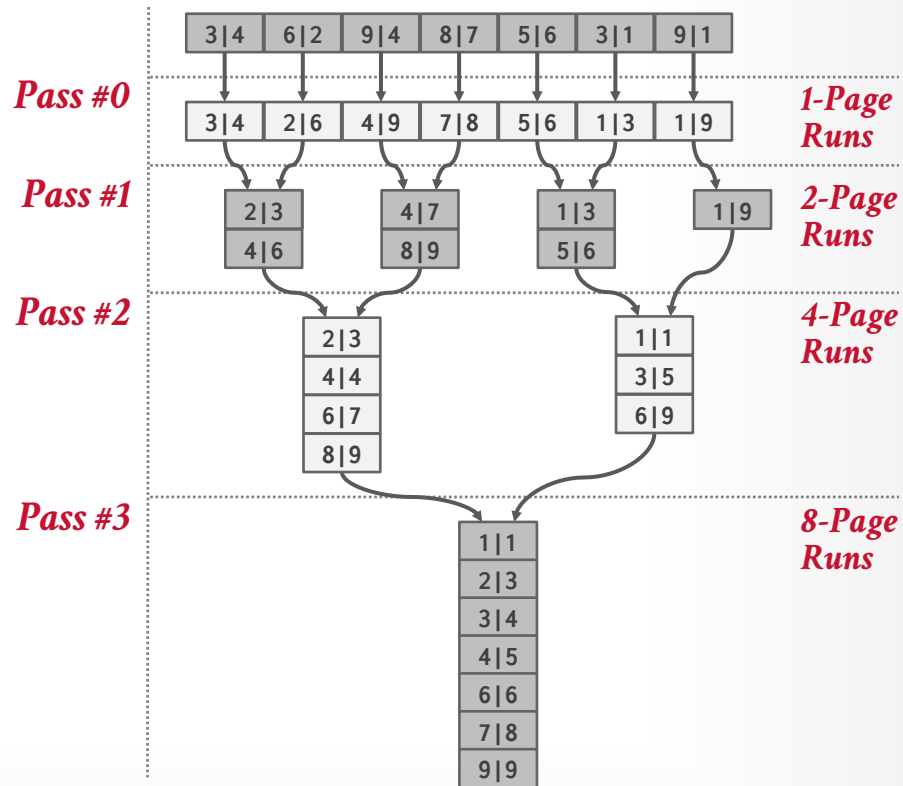 3|4 6|2 9|4 8|7 5|6 3|1 9|1
Pass #0
1-Page
Runs
3|4 2|6 4|9 7|8 5|6 1|3 1|9
Pass #1
2-Page
Runs
2|3 4|7 1|3 1|9
4|6 8|9 5|6
Pass #2
4-Page
Runs
2|3 1|1
4|4 3|5
6|7 6|9
8|9
Pass #3
8-Page
Runs
1|1
2|3
3|4
4|5
6|6
7|8
9|9